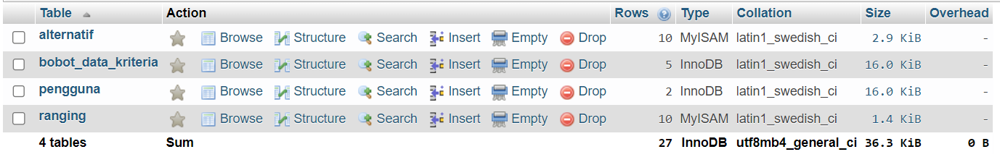 Table Action Rows Type Collation Size Overhead
alternatif Browse Structure Search Insert Empty Drop 10 MyISAM latin1_swedish_ci 2.9 KiB -
bobot_data_kriteria Browse Structure Search Insert Empty Drop 5 InnoDB latin1_swedish_ci 16.0 KiB -
pengguna Browse Structure Search Insert Empty Drop 2 InnoDB latin1_swedish_ci 16.0 KiB -
ranging Browse Structure Search Insert Empty Drop 10 MyISAM latin1_swedish_ci 1.4 KiB -
4 tables Sum 27 InnoDB utf8mb4_general_ci 36.3 KiB 0 B